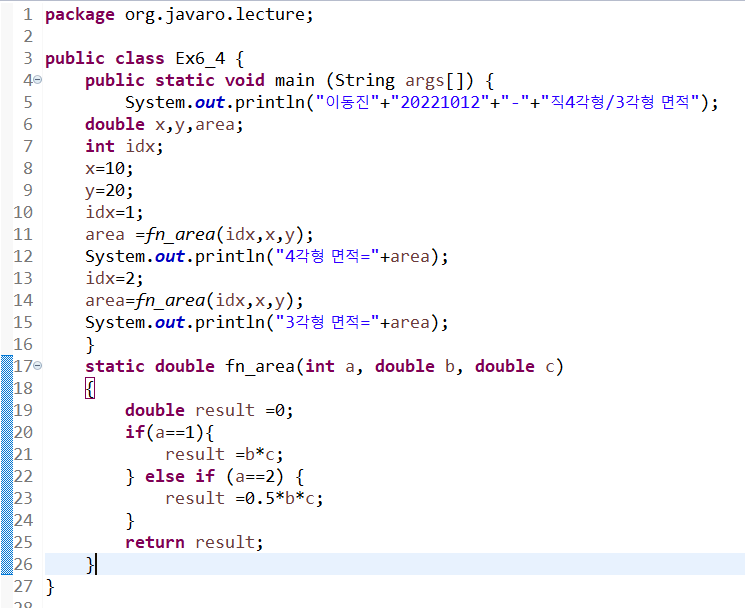 1 package org.javaro.lecture;
2
3 public class Ex6_4 {
4 public static void main (String args[]) {
5 System.out.println("이동진"+"20221012"+"-"+"직4각형/3각형 면적");
6 double x,y,area;
7 int idx;
8 x=10;
9 y=20;
10 idx=1;
11 area =fn_area(idx,x,y);
12 System.out.println("4각형 면적="+area);
13 idx=2;
14 area=fn_area(idx,x,y);
15 System.out.println("3각형 면적="+area);
16 }
17 static double fn_area(int a, double b, double c)
18 {
19 double result =0;
20 if(a==1){
21 result =b*c;
22 } else if (a==2) {
23 result =0.5*b*c;
24 }
25 return result;
26 }
27 }
28